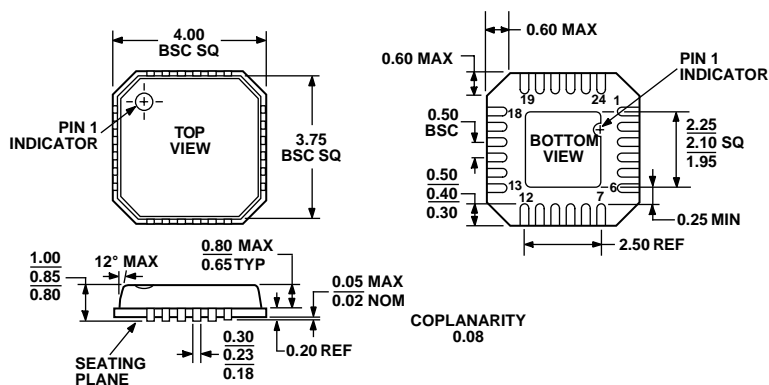 4.00
BSC SQ
PIN 1
INDICATOR
TOP
VIEW
3.75
BSC SQ
0.60 MAX
0.60 MAX
PIN 1
INDICATOR
19
24
18
1
0.50
BSC
BOTTOM
VIEW
2.25
2.10 SQ
1.95
13
12
7
6
0.50
0.40
0.30
0.25 MIN
2.50 REF
1.00
0.85
0.80
12° MAX
0.80 MAX
0.65 TYP
0.05 MAX
0.02 NOM
SEATING
PLANE
0.30
0.23
0.18
0.20 REF
COPLANARITY
0.08